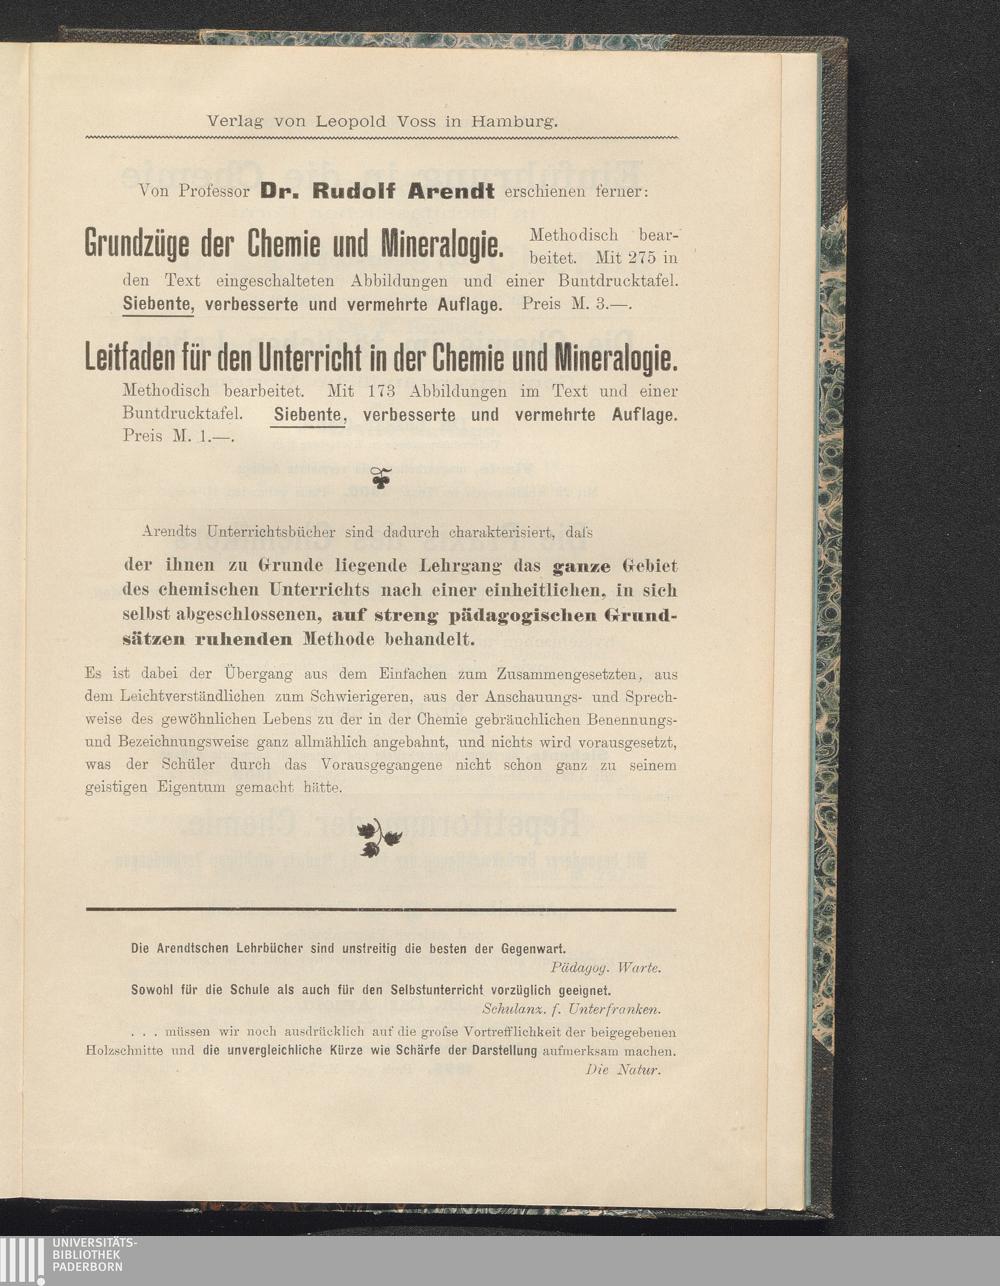 Verlag von Leopold Voss in Hamburg.
Von Professor Dr. Rudolf Arendt erschienen ferner:
Grundzüge der Chemie und Mineralogie. Methodisch bear-
beitet. Mit 275 in
den Text eingeschalteten Abbildungen und einer Buntdrucktafel.
Siebente, verbesserte und vermehrte Auflage. Preis M. 3.—.
Leitfaden für den Unterricht in der Chemie und Mineralogie.
Methodisch bearbeitet. Mit 173 Abbildungen im Text und einer
Buntdrucktafel. Siebente, verbesserte und vermehrte Auflage.
Preis M. 1.—.
Arendts Unterrichtsbücher sind dadurch charakterisiert, daſs
der ihnen zu Grunde liegende Lehrgang das ganze Gebiet
des chemischen Unterrichts nach einer einheitlichen, in sich
selbst abgeschlossenen, auf streng pädagogischen Grund-
sätzen ruhenden Methode behandelt.
Es ist dabei der Übergang aus dem Einfachen zum Zusammengesetzten, aus
dem Leichtverständlichen zum Schwierigeren, aus der Anschauungs- und Sprech-
weise des gewöhnlichen Lebens zu der in der Chemie gebräuchlichen Benennungs-
und Bezeichnungsweise ganz allmählich angebahnt, und nichts wird vorausgesetzt,
was der Schüler durch das Vorausgegangene nicht schon ganz zu seinem
geistigen Eigentum gemacht hätte.
Die Arendtschen Lehrbücher sind unstreitig die besten der Gegenwart.
Pädagog. Warte.
Sowohl für die Schule als auch für den Selbstunterricht vorzüglich geeignet.
Schulanz. f. Unterfranken.
. . . müssen wir noch ausdrücklich auf die groſse Vortrefflichkeit der beigegebenen
Holzschnitte und die unvergleichliche Kürze wie Schärfe der Darstellung aufmerksam machen.
Die Natur.
UNIVERSITÄTS-
BIBLIOTHEK
PADERBORN